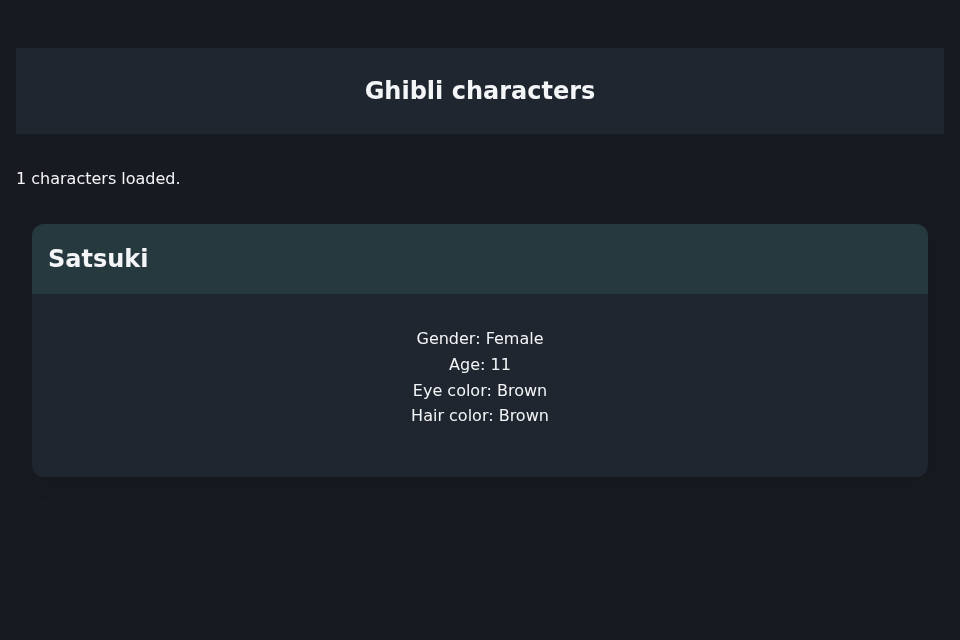 Ghibli characters
1 characters loaded.
Satsuki
Gender: Female
Age: 11
Eye color: Brown
Hair color: Brown